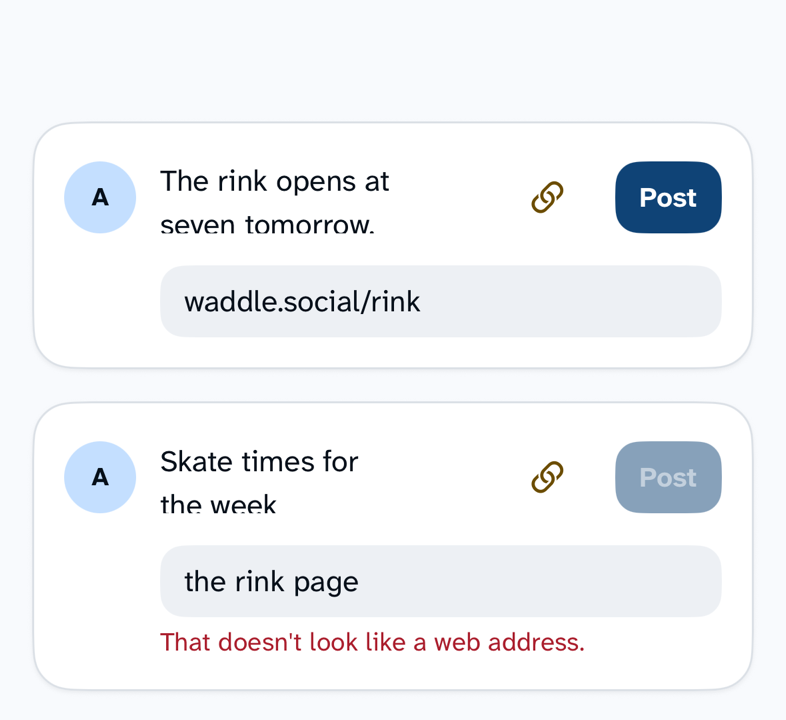 A
The rink opens at
seven tomorrow.
Post
waddle.social/rink
A
Skate times for
the week
Post
the rink page
That doesn't look like a web address.